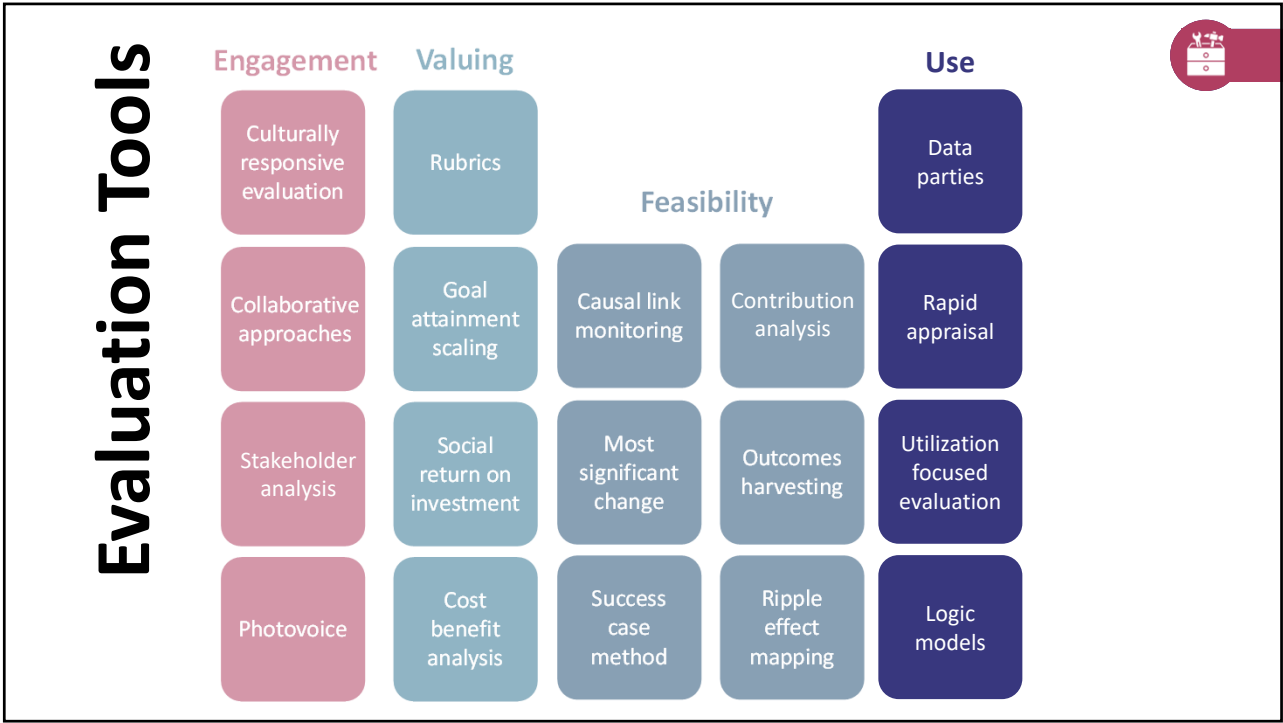 Evaluation Tools
Engagement
Culturally
responsive
evaluation
Collaborative
approaches
Stakeholder
analysis
Photovoice
Valuing
Rubrics
Goal
attainment
scaling
Social
return on
investment
Cost
benefit
analysis
Feasibility
Causal link
monitoring
Contribution
analysis
Most
significant
change
Outcomes
harvesting
Success
case
method
Ripple
effect
mapping
Use
Data
parties
Rapid
appraisal
Utilization
focused
evaluation
Logic
models